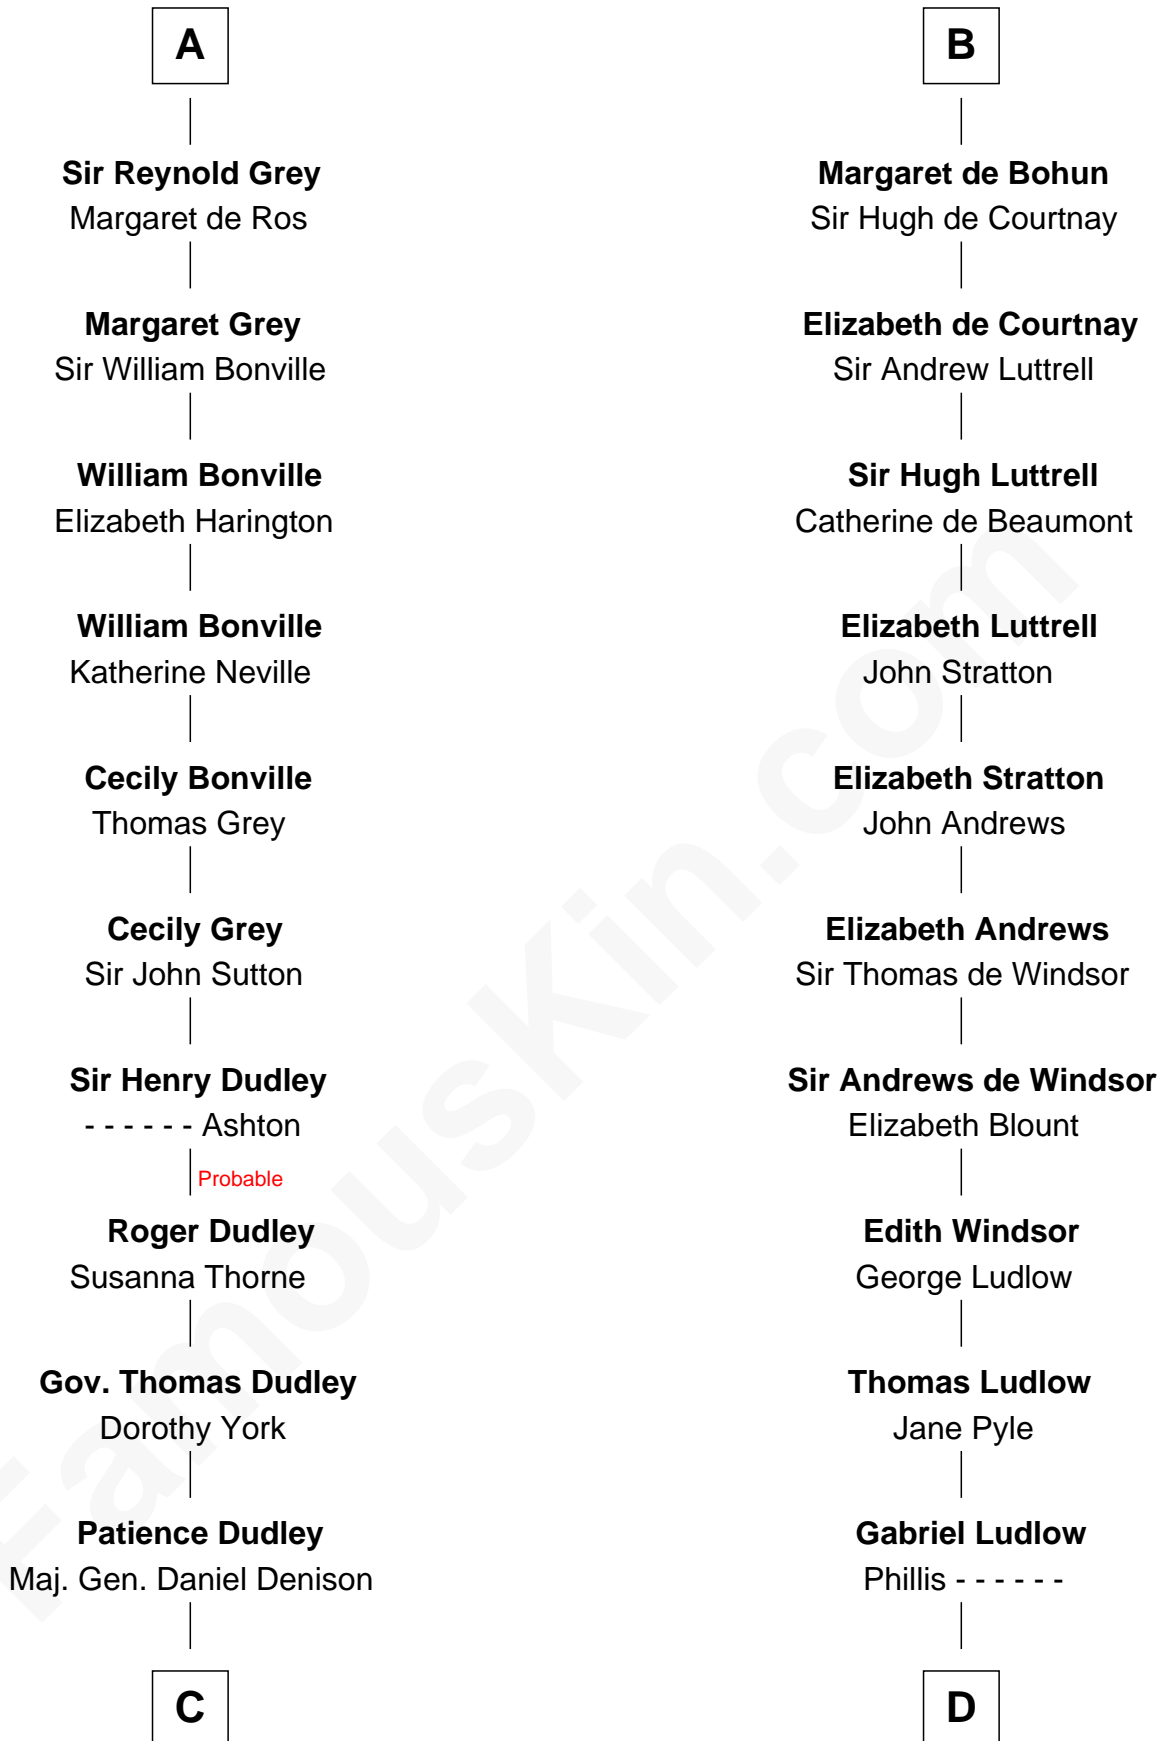 A
Sir Reynold Grey
Margaret de Ros
Margaret Grey
Sir William Bonville
William Bonville
Elizabeth Harington
William Bonville
Katherine Neville
Cecily Bonville
Thomas Grey
Cecily Grey
Sir John Sutton
Sir Henry Dudley
- - - - - - Ashton
Probable
Roger Dudley
Susanna Thorne
Gov. Thomas Dudley
Dorothy York
Patience Dudley
Maj. Gen. Daniel Denison
C
B
Margaret de Bohun
Sir Hugh de Courtnay
Elizabeth de Courtnay
Sir Andrew Luttrell
Sir Hugh Luttrell
Catherine de Beaumont
Elizabeth Luttrell
John Stratton
Elizabeth Stratton
John Andrews
Elizabeth Andrews
Sir Thomas de Windsor
Sir Andrews de Windsor
Elizabeth Blount
Edith Windsor
George Ludlow
Thomas Ludlow
Jane Pyle
Gabriel Ludlow
Phillis - - - - - -
D
FamousKin.com